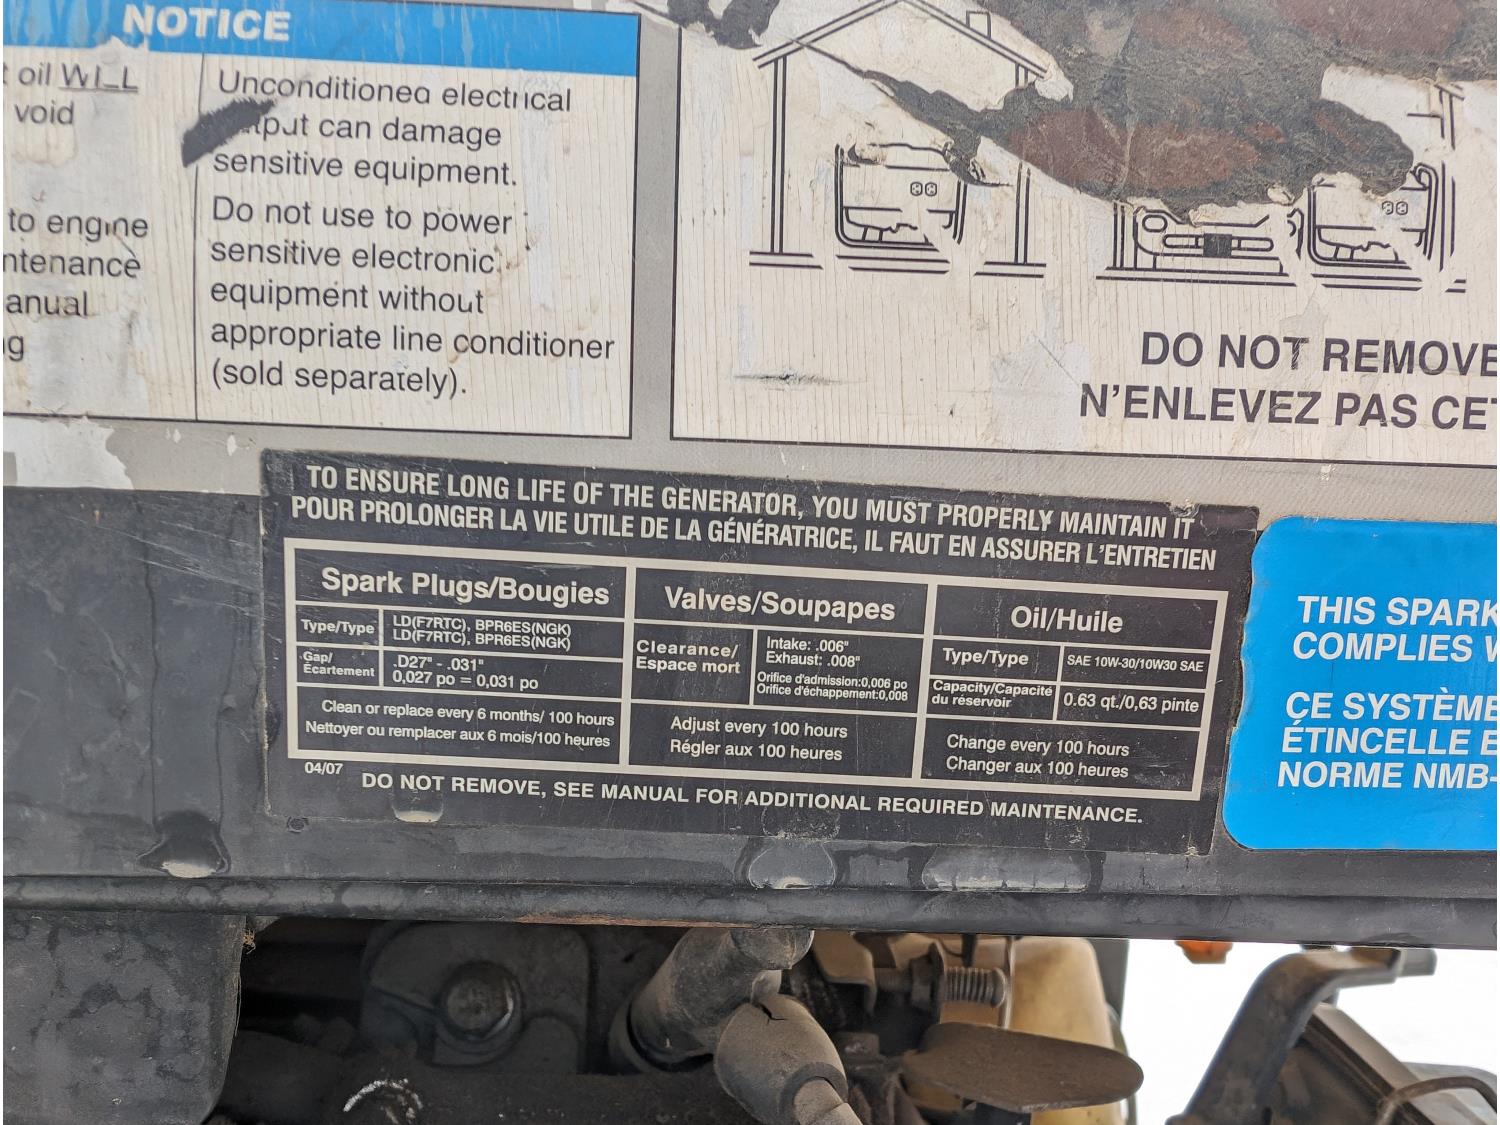 NOTICE
t oil WILL
void
to engine
ntenance
anual
g
Unconditioned electrical
output can damage
sensitive equipment.
Do not use to power
sensitive electronic
equipment without
appropriate line conditioner
(sold separately).
DO NOT REMOVE
N'ENLEVEZ PAS CET
TO ENSURE LONG LIFE OF THE GENERATOR, YOU MUST PROPERLY MAINTAIN IT
POUR PROLONGER LA VIE UTILE DE LA GÉNÉRATRICE, IL FAUT EN ASSURER L'ENTRETIEN
Spark Plugs/Bougies
Type/Type
LD(F7RTC), BPR6ES(NGK)
LD(F7RTC), BPR6ES(NGK)
Gap/
Écartement
.D27" - .031"
0,027 po = 0,031 po
Clean or replace every 6 months/ 100 hours
Nettoyer ou remplacer aux 6 mois/100 heures
Valves/Soupapes
Clearance/
Espace mort
Intake: .006"
Exhaust: .008"
Orifice d'admission:0,006 po
Orifice d'échappement:0,008
Adjust every 100 hours
Régler aux 100 heures
Oil/Huile
Type/Type
SAE 10W-30/10W30 SAE
Capacity/Capacité
du réservoir
0.63 qt./0,63 pinte
Change every 100 hours
Changer aux 100 heures
04/07
DO NOT REMOVE, SEE MANUAL FOR ADDITIONAL REQUIRED MAINTENANCE.
THIS SPARK
COMPLIES W
CE SYSTÈME
ÉTINCELLE E
NORME NMB-